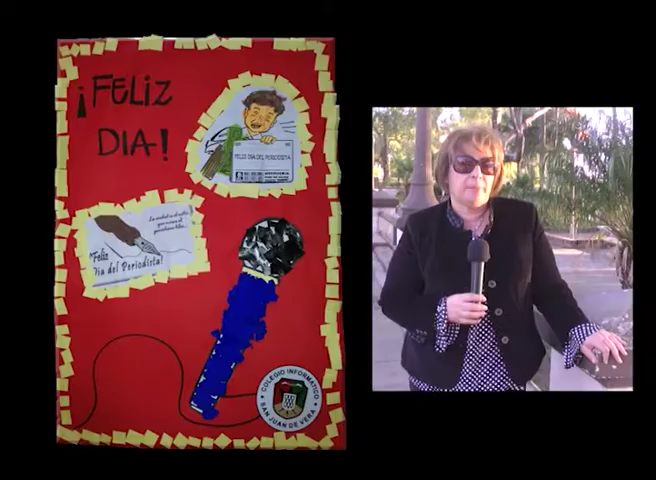 ¡FELIZ
DIA!
FELIZ DIA DEL PERIODISTA
¡Feliz
Dia del Periodista!
COLEGIO INFORMATICO
SAN JUAN DE VERA